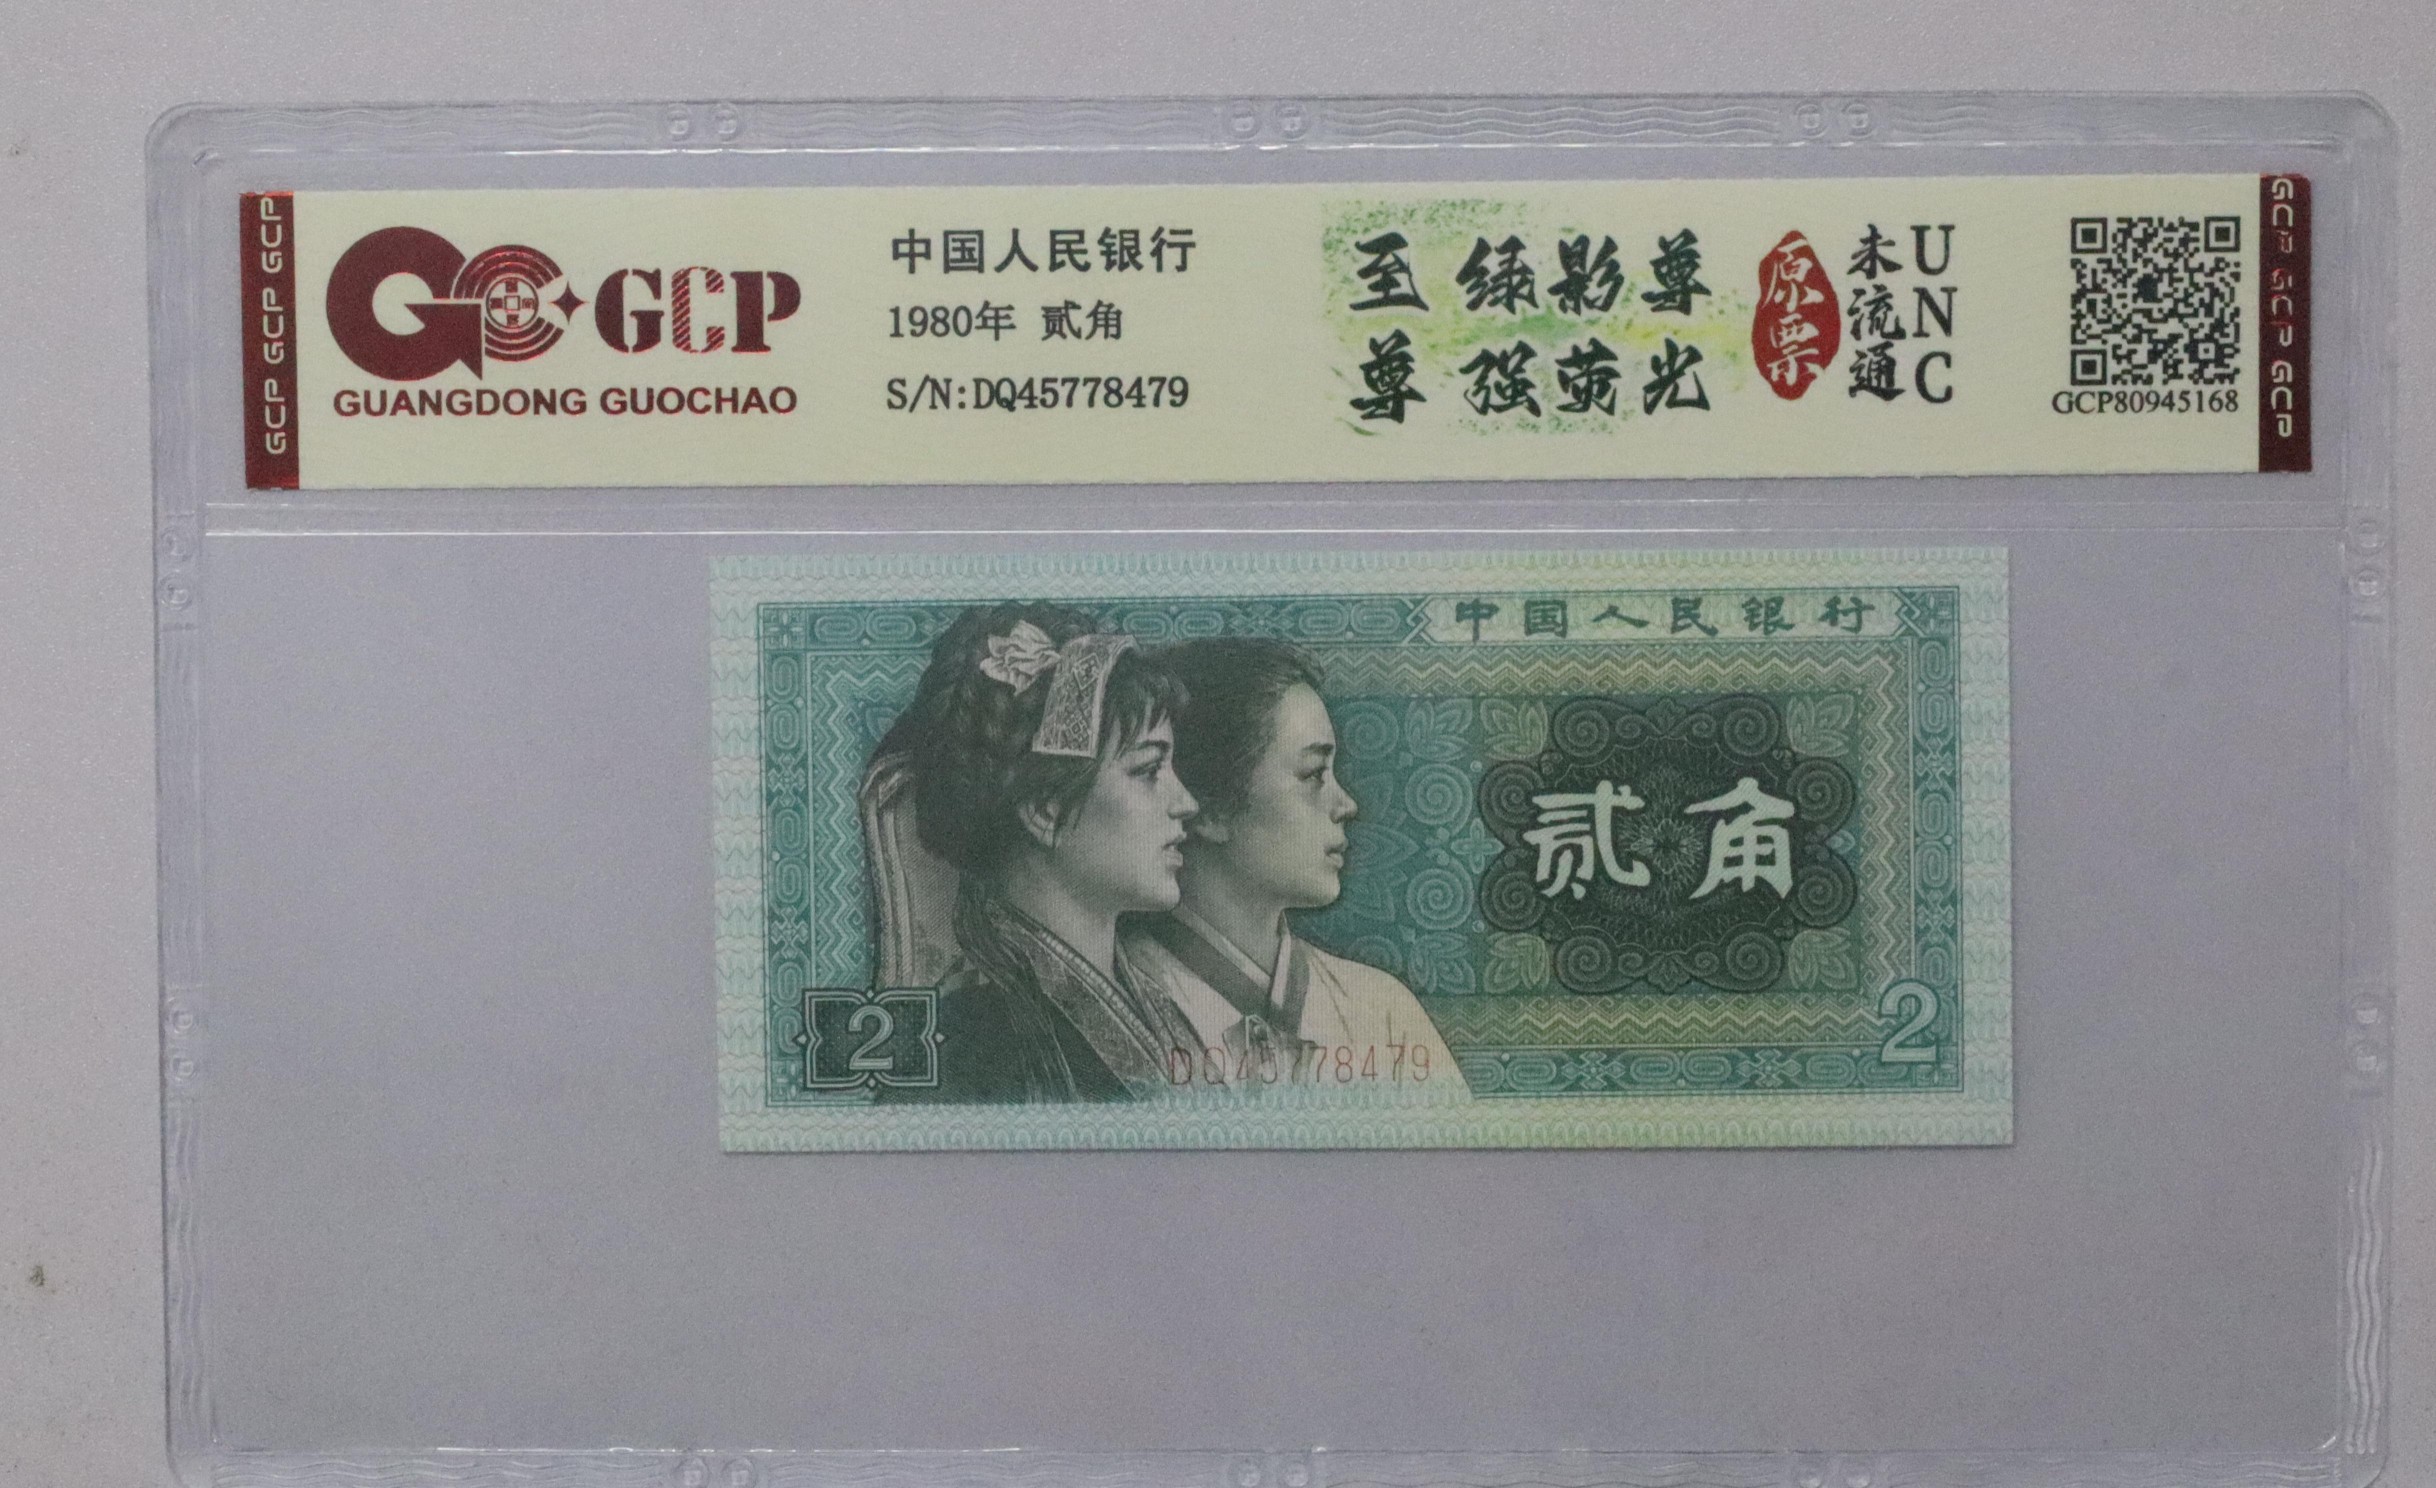 GCP GCP GCP
GCP
GUANGDONG GUOCHAO
中国人民银行
1980年 贰角
S/N:DQ45778479
至尊
绿影尊
强荧光
原票
未流通
UNC
GCP80945168
GCP GCP GCP
中国人民银行
贰角
2
2
DQ45778479